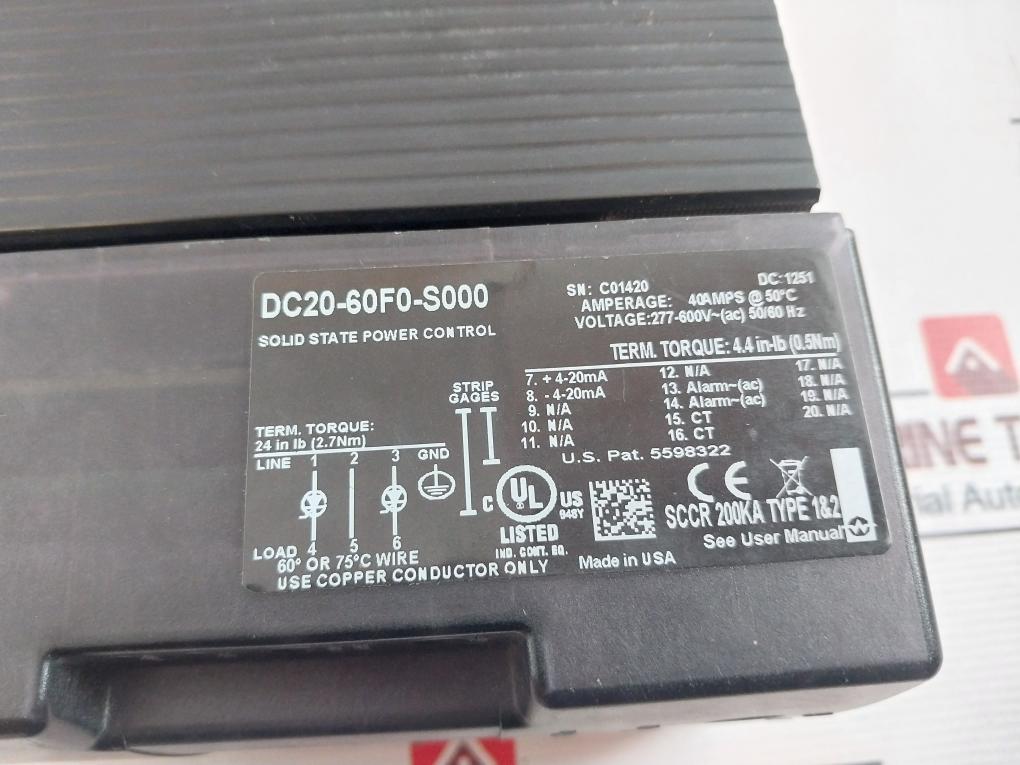 DC20-60F0-S000
SOLID STATE POWER CONTROL
SN: C01420
DC: 1251
AMPERAGE: 40AMPS @ 50°C
VOLTAGE:277-600V~(ac) 50/60 Hz
TERM. TORQUE: 4.4 in-lb (0.5Nm)
7. + 4-20mA
8. - 4-20mA
9. N/A
10. N/A
11. N/A
12. N/A
13. Alarm~(ac)
14. Alarm~(ac)
15. CT
16. CT
17. N/A
18. N/A
19. N/A
20. N/A
U.S. Pat. 5598322
STRIP
GAGES
TERM. TORQUE:
24 in lb (2.7Nm)
LINE 1 2 3 GND
LOAD 4 5 6
60° OR 75°C WIRE
USE COPPER CONDUCTOR ONLY
C UL US
LISTED
IND. CONT. EQ.
94BY
Made in USA
CE
SCCR 200KA TYPE 1&2
See User Manual
INE T
rial Auto